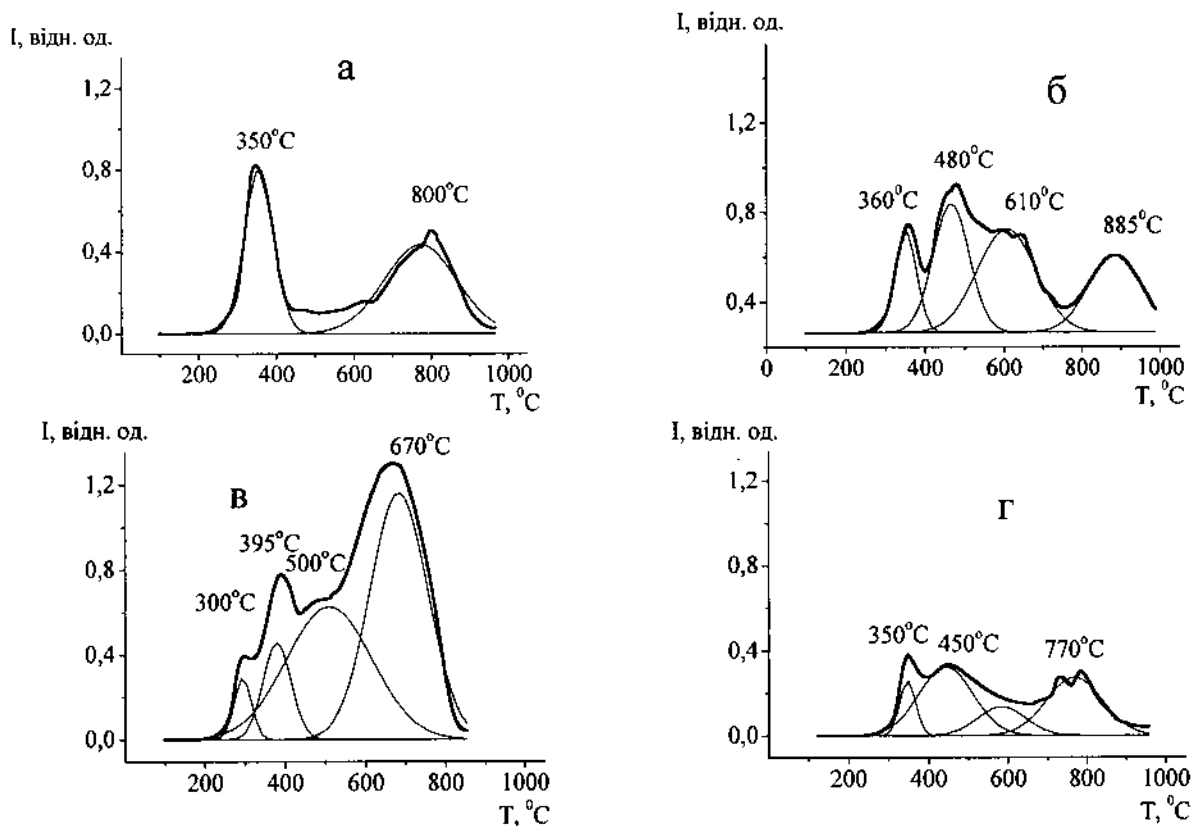 I, відн. од.
а
1,2
0,8
0,4
0,0
350°C
800°C
200 400 600 800 1000
T, °C
I, відн. од.
б
1,2
0,8
0,4
360°C
480°C
610°C
885°C
0 200 400 600 800 1000
T, °C
I, відн. од.
в
1,2
0,8
0,4
0,0
300°C
395°C
500°C
670°C
200 400 600 800 1000
T, °C
I, відн. од.
г
1,2
0,8
0,4
0,0
350°C
450°C
770°C
200 400 600 800 1000
T, °C